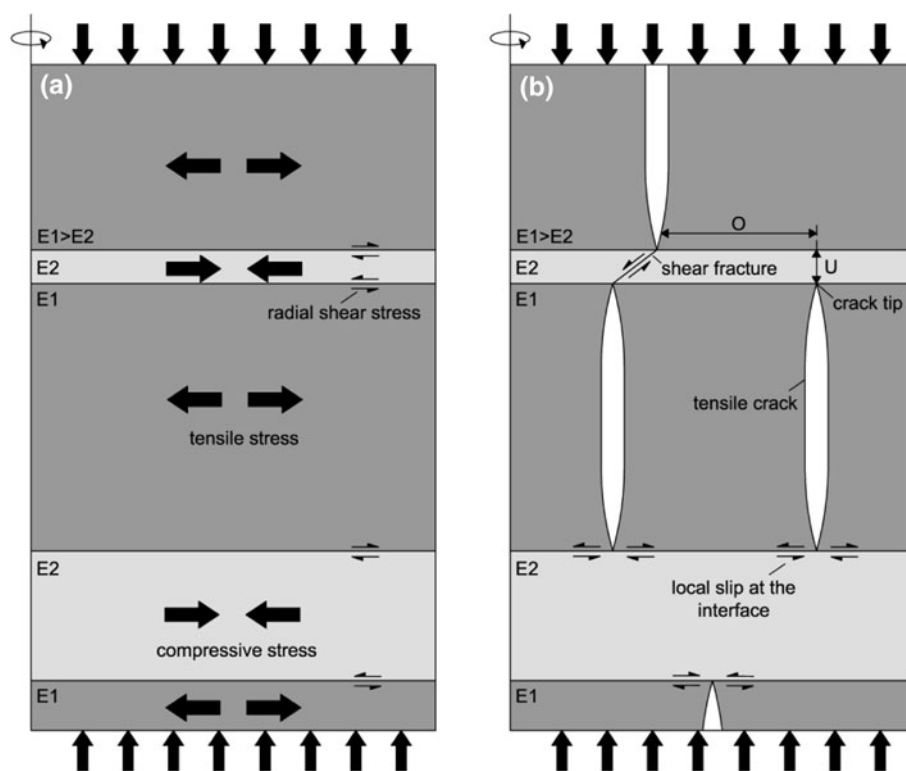 (a)
E1>E2
E2
E1
radial shear stress
tensile stress
E2
compressive stress
E1
(b)
O
E1>E2
E2
shear fracture
U
E1
crack tip
tensile crack
E2
local slip at the
interface
E1